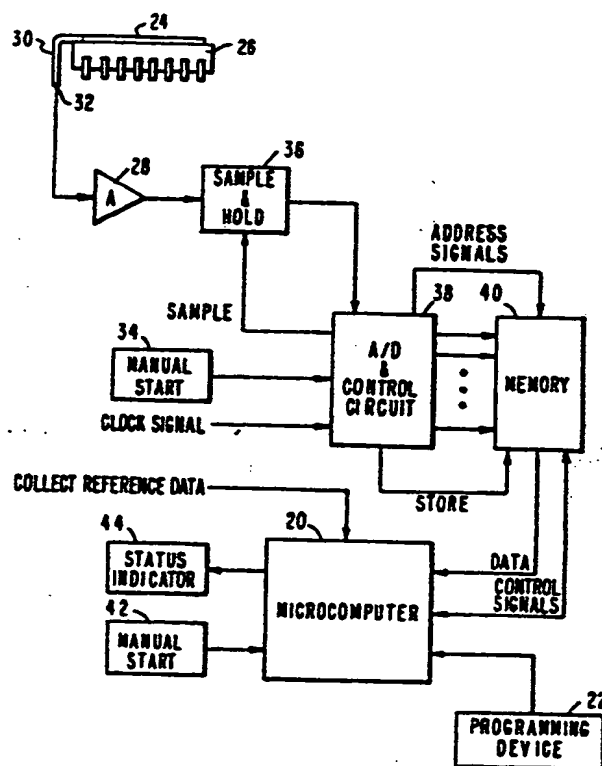 24
30
26
32
28
A
36
SAMPLE
&
HOLD
ADDRESS
SIGNALS
38
40
SAMPLE
34
MANUAL
START
A/D
&
CONTROL
CIRCUIT
MEMORY
CLOCK SIGNAL
STORE
COLLECT REFERENCE DATA
20
44
STATUS
INDICATOR
MICROCOMPUTER
DATA
CONTROL
SIGNALS
42
MANUAL
START
22
PROGRAMMING
DEVICE